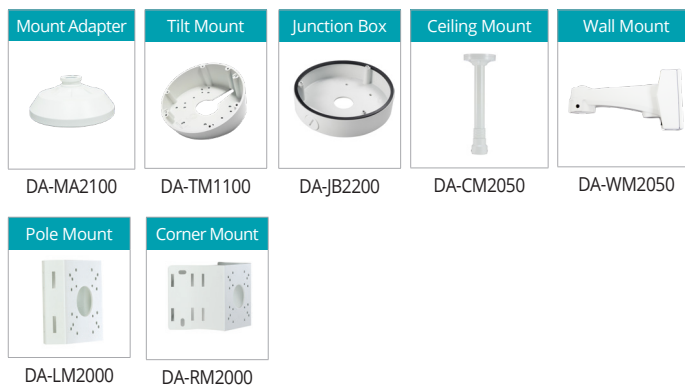 Mount Adapter
Tilt Mount
Junction Box
Ceiling Mount
Wall Mount
DA-MA2100
DA-TM1100
DA-JB2200
DA-CM2050
DA-WM2050
Pole Mount
Corner Mount
DA-LM2000
DA-RM2000